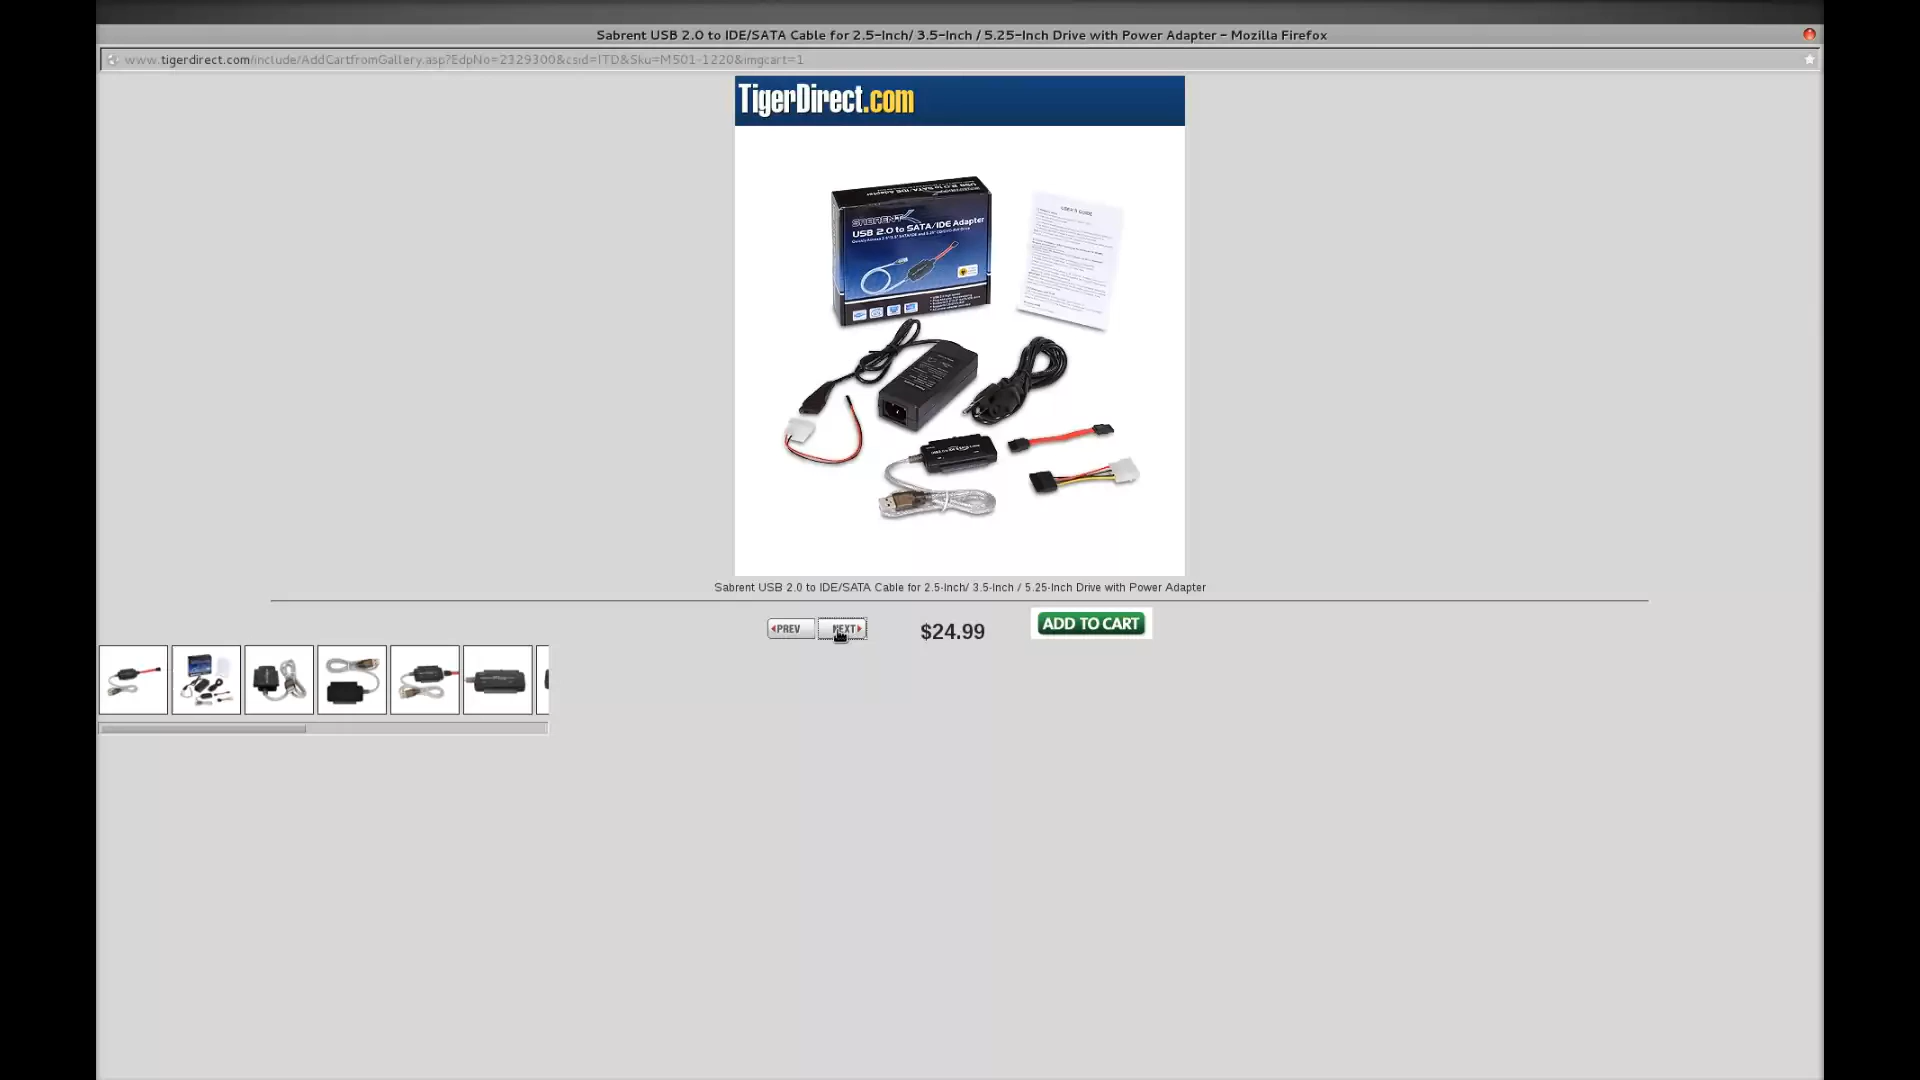 Sabrent USB 2.0 to IDE/SATA Cable for 2.5-Inch/ 3.5-Inch / 5.25-Inch Drive with Power Adapter - Mozilla Firefox
www.tigerdirect.com/include/AddCartfromGallery.asp?EdpNo=2329300&csid=ITD&Sku=M501-1220&imgcart=1
TigerDirect.com
SABRENT
USB 2.0 to SATA/IDE Adapter
USER'S GUIDE
Sabrent USB 2.0 to IDE/SATA Cable for 2.5-Inch/ 3.5-Inch / 5.25-Inch Drive with Power Adapter
PREV
NEXT
$24.99
ADD TO CART